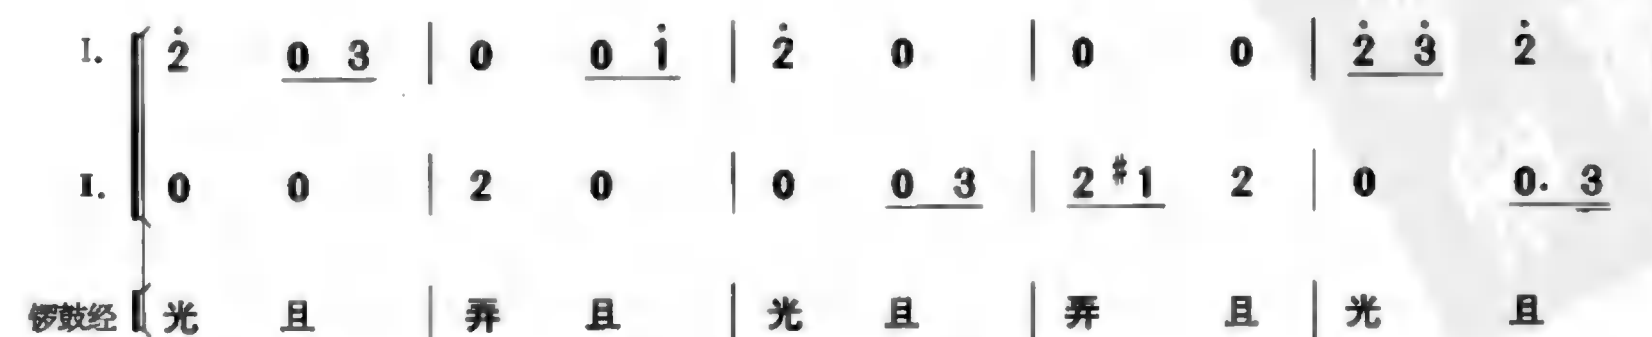 I. 2̇ 0 3 | 0 0 1̇ | 2̇ 0 | 0 0 | 2̇ 3̇ 2̇
II. 0 0 | 2 0 | 0 0 3 | 2 #1 2 | 0 0. 3
锣鼓经 光 且 | 弄 且 | 光 且 | 弄 且 | 光 且